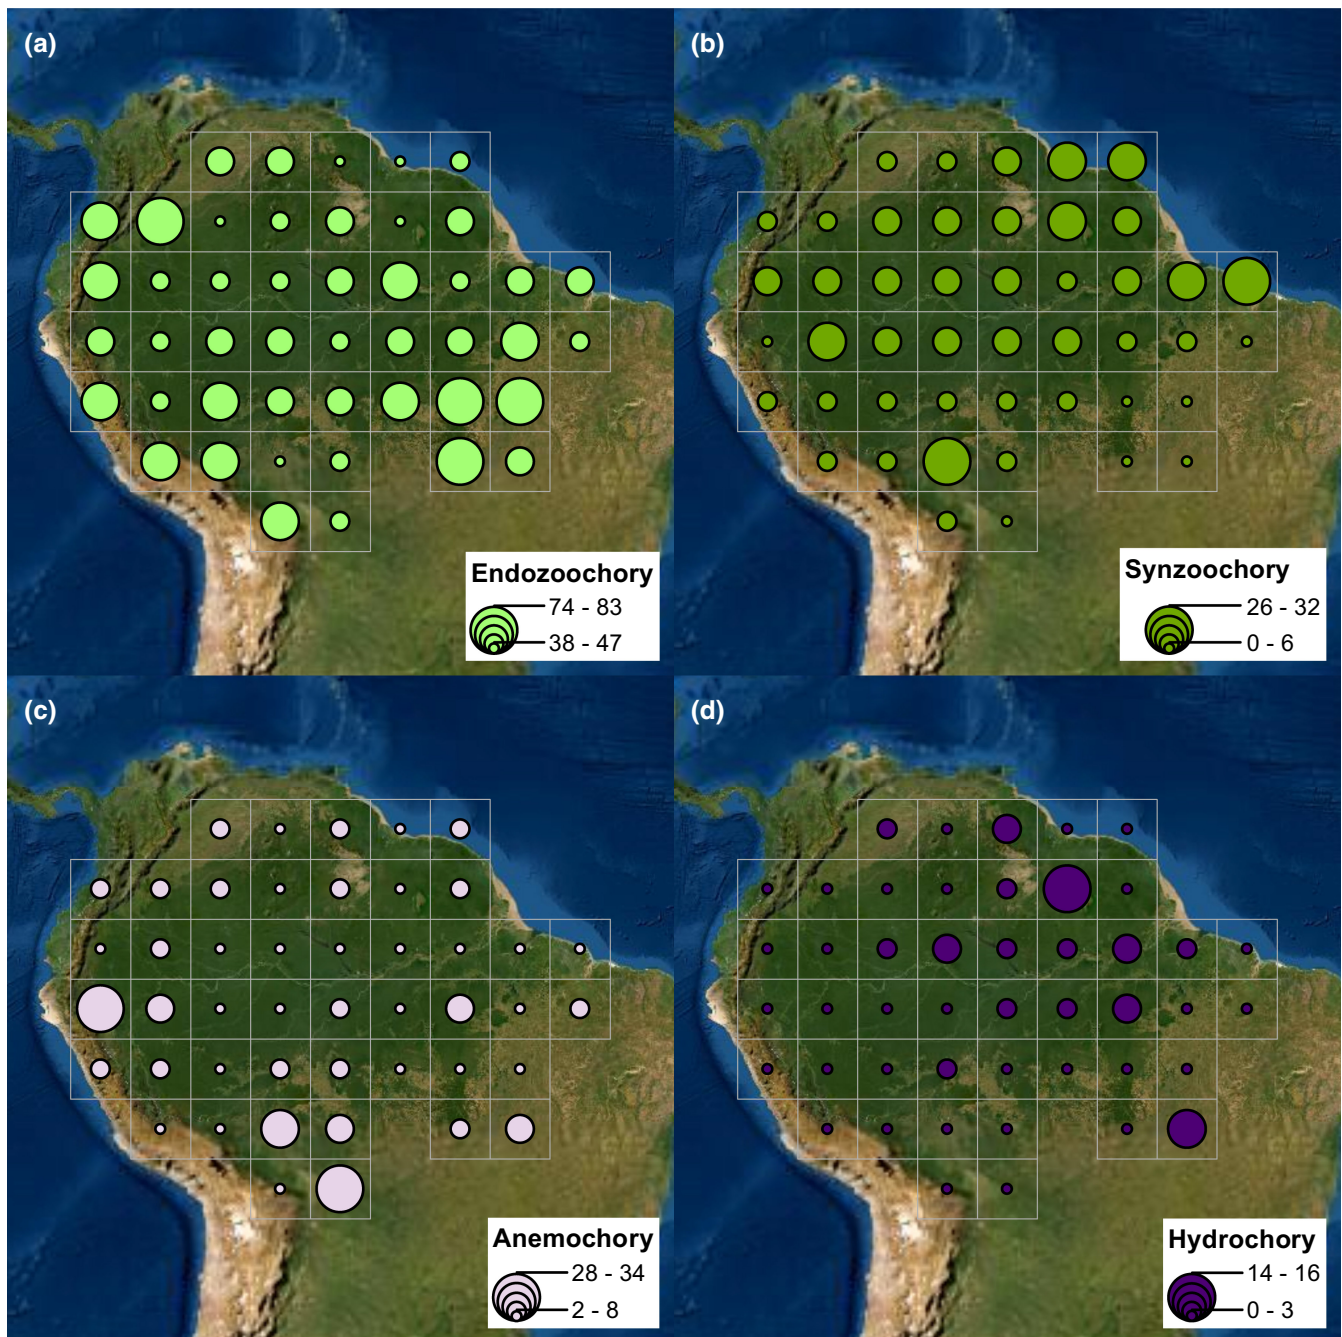 (a)
Endozoochory
74 - 83
38 - 47
(b)
Synzoochory
26 - 32
0 - 6
(c)
Anemochory
28 - 34
2 - 8
(d)
Hydrochory
14 - 16
0 - 3